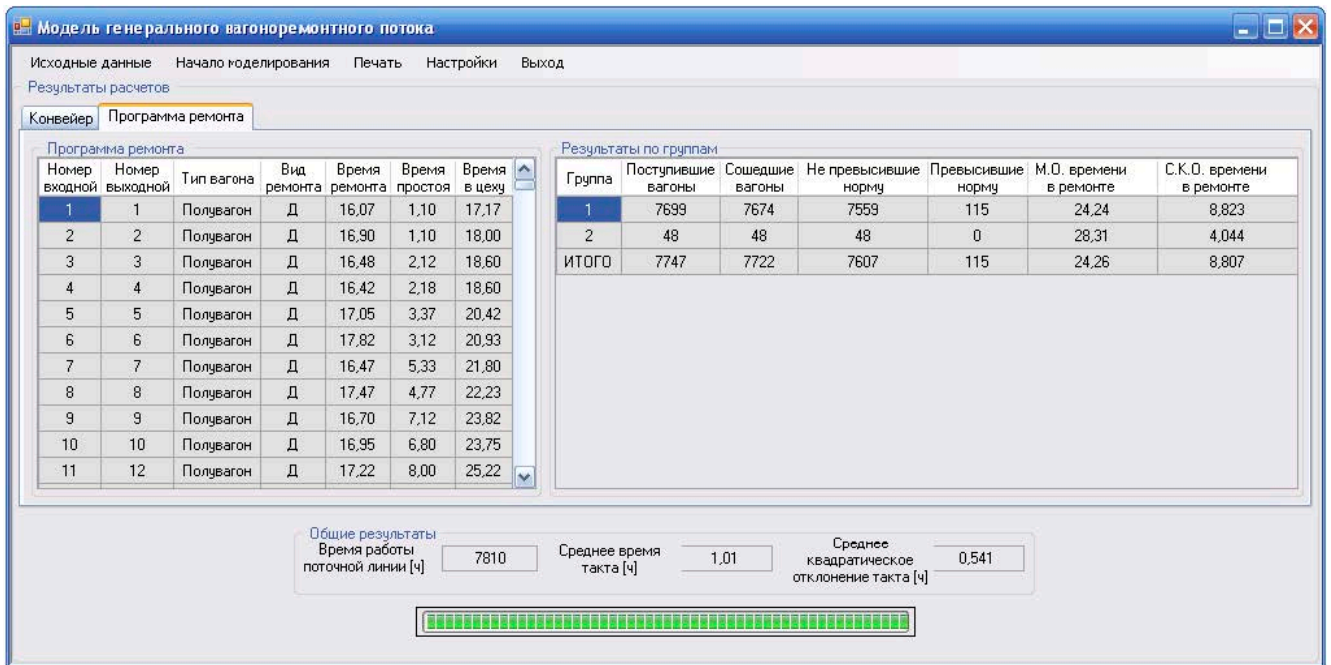 Модель генерального вагоноремонтного потока
Исходные данные Начало моделирования Печать Настройки Выход
Результаты расчетов
Конвейер Программа ремонта
Программа ремонта
Номер входной Номер выходной Тип вагона Вид ремонта Время ремонта Время простоя Время в цеху
1 1 Полувагон Д 16,07 1,10 17,17
2 2 Полувагон Д 16,90 1,10 18,00
3 3 Полувагон Д 16,48 2,12 18,60
4 4 Полувагон Д 16,42 2,18 18,60
5 5 Полувагон Д 17,05 3,37 20,42
6 6 Полувагон Д 17,82 3,12 20,93
7 7 Полувагон Д 16,47 5,33 21,80
8 8 Полувагон Д 17,47 4,77 22,23
9 9 Полувагон Д 16,70 7,12 23,82
10 10 Полувагон Д 16,95 6,80 23,75
11 12 Полувагон Д 17,22 8,00 25,22
Результаты по группам
Группа Поступившие вагоны Сошедшие вагоны Не превысившие норму Превысившие норму М.О. времени в ремонте С.К.О. времени в ремонте
1 7699 7674 7559 115 24,24 8,823
2 48 48 48 0 28,31 4,044
ИТОГО 7747 7722 7607 115 24,26 8,807
Общие результаты
Время работы поточной линии [ч] 7810
Среднее время такта [ч] 1,01
Среднее квадратическое отклонение такта [ч] 0,541